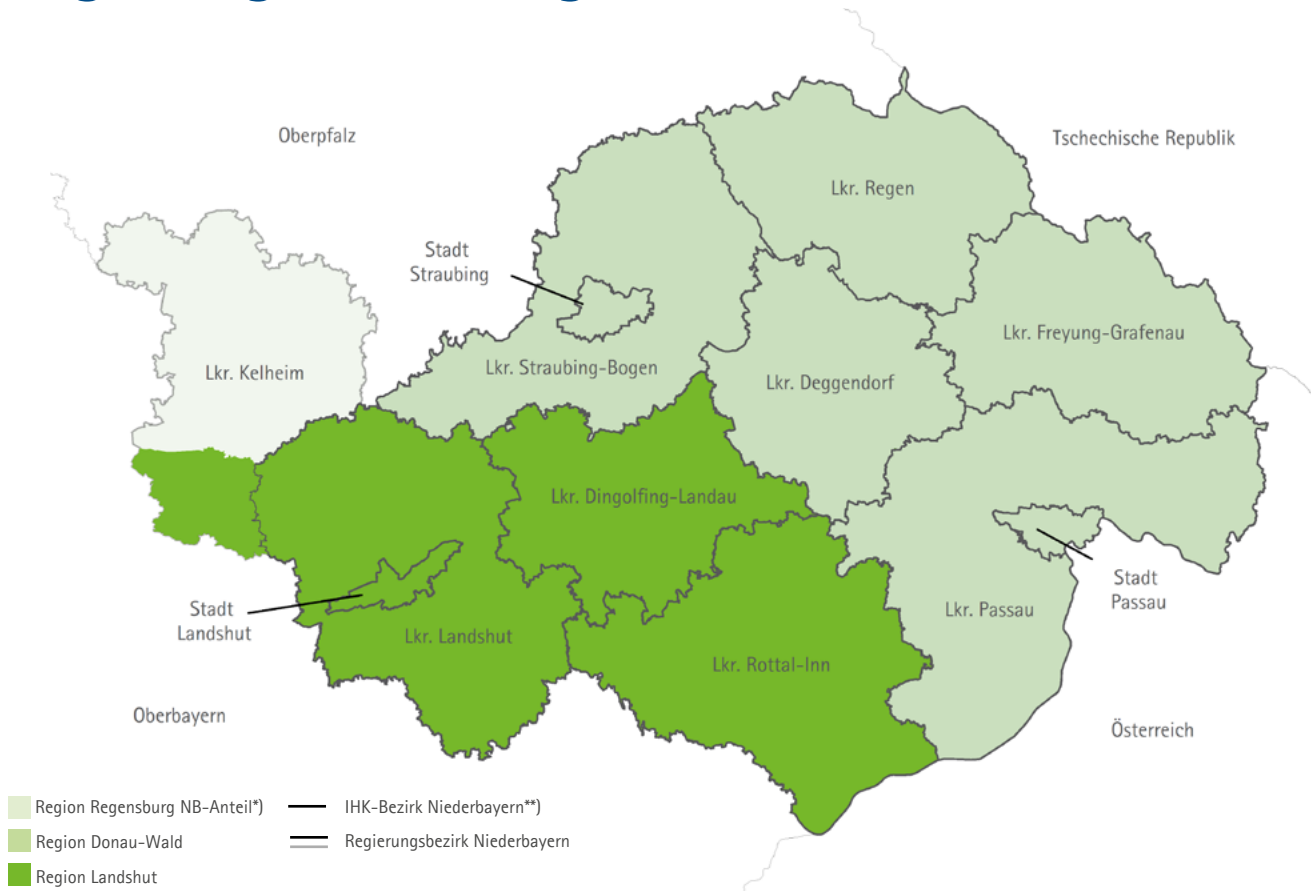 Oberpfalz
Tschechische Republik
Lkr. Regen
Stadt
Straubing
Lkr. Freyung-Grafenau
Lkr. Kelheim
Lkr. Straubing-Bogen
Lkr. Deggendorf
Lkr. Dingolfing-Landau
Stadt
Landshut
Lkr. Landshut
Stadt
Passau
Lkr. Passau
Lkr. Rottal-Inn
Oberbayern
Österreich
Region Regensburg NB-Anteil*)
IHK-Bezirk Niederbayern**)
Region Donau-Wald
Regierungsbezirk Niederbayern
Region Landshut